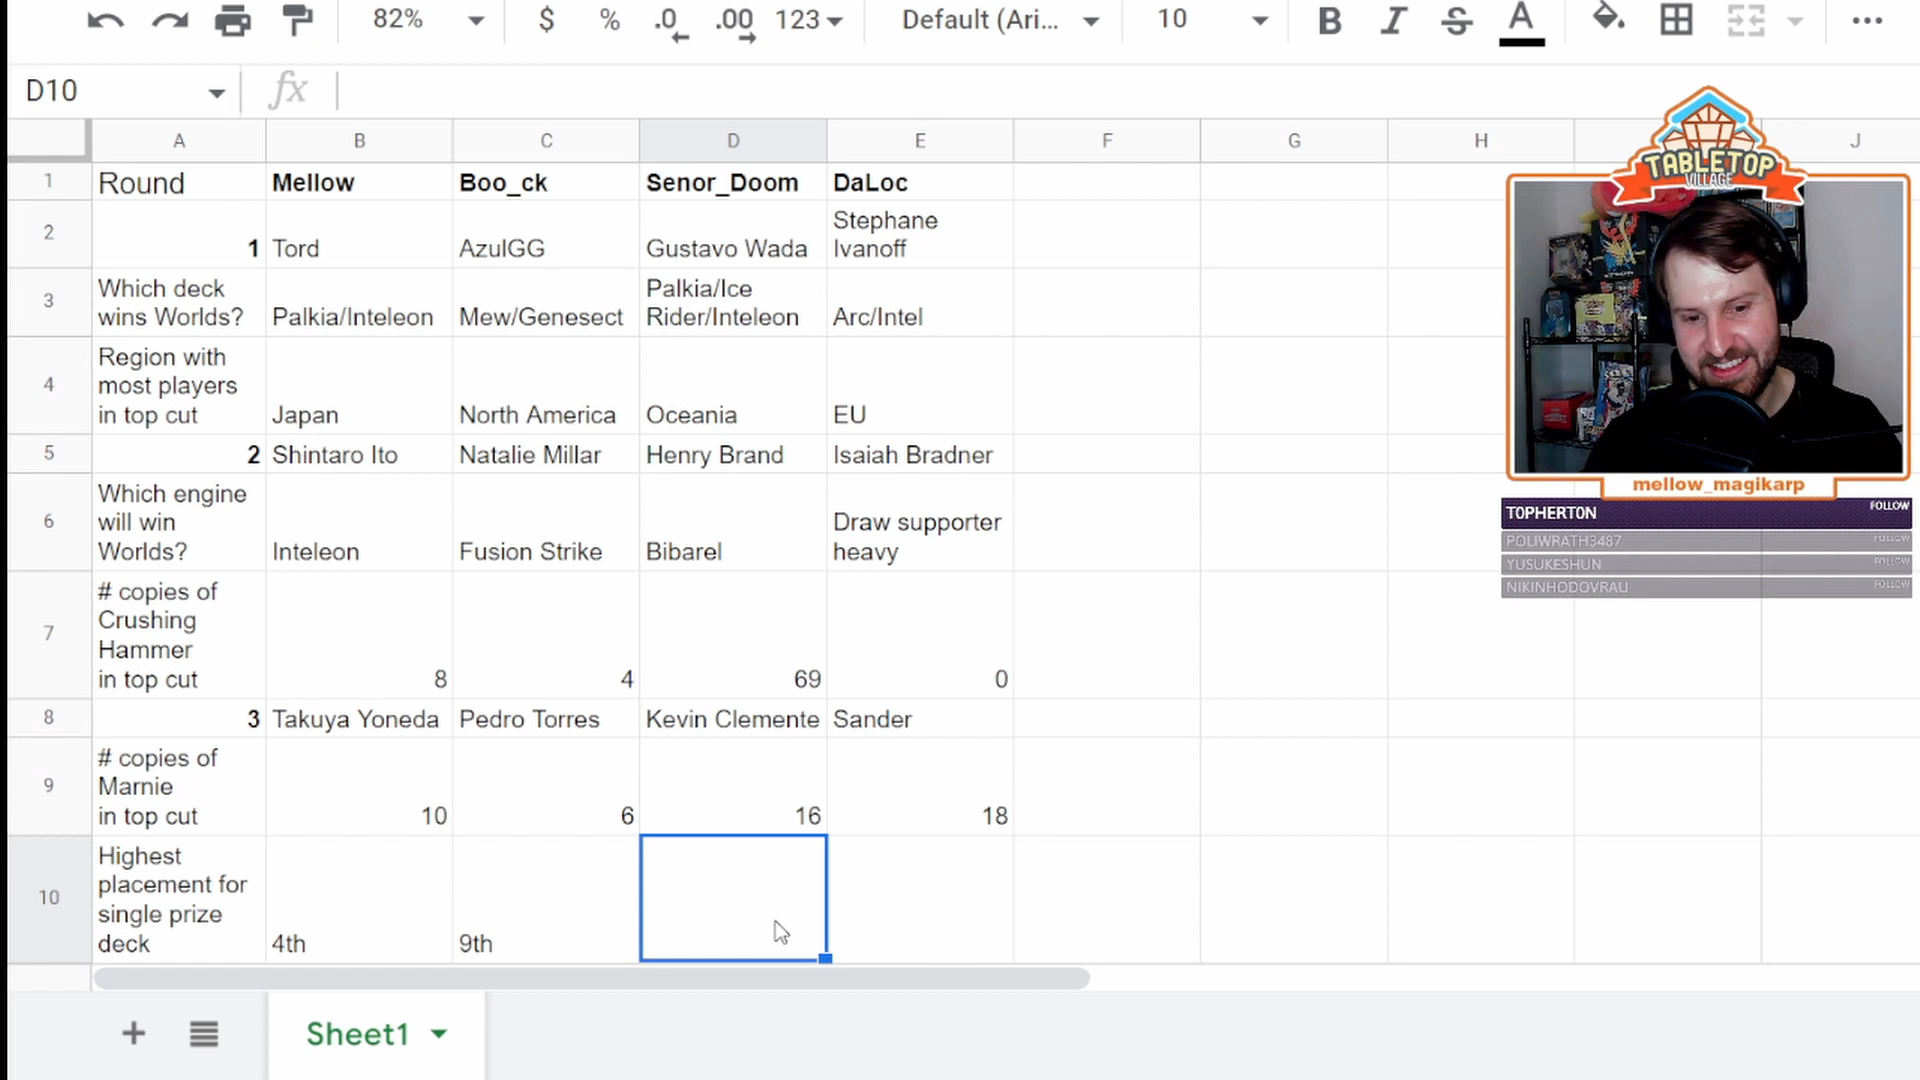 82%
$ % .0 .00 123 Default (Ari... 10 B I S A
D10 fx
A B C D E F G H J
1 Round Mellow Boo_ck Senor_Doom DaLoc
2 1 Tord AzulGG Gustavo Wada Stephane
Ivanoff
3 Which deck
wins Worlds? Palkia/Inteleon Mew/Genesect Palkia/Ice
Rider/Inteleon Arc/Intel
4 Region with
most players
in top cut Japan North America Oceania EU
5 2 Shintaro Ito Natalie Millar Henry Brand Isaiah Bradner
6 Which engine
will win
Worlds? Inteleon Fusion Strike Bibarel Draw supporter
heavy
7 # copies of
Crushing
Hammer
in top cut 8 4 69 0
8 3 Takuya Yoneda Pedro Torres Kevin Clemente Sander
9 # copies of
Marnie
in top cut 10 6 16 18
10 Highest
placement for
single prize
deck 4th 9th
Sheet1
TABLETOP
VILLAGE
mellow_magikarp
T0PHERT0N FOLLOW
POLIWRATH3487 FOLLOW
YUSUKESHUN FOLLOW
NIKINHODOVRAU FOLLOW